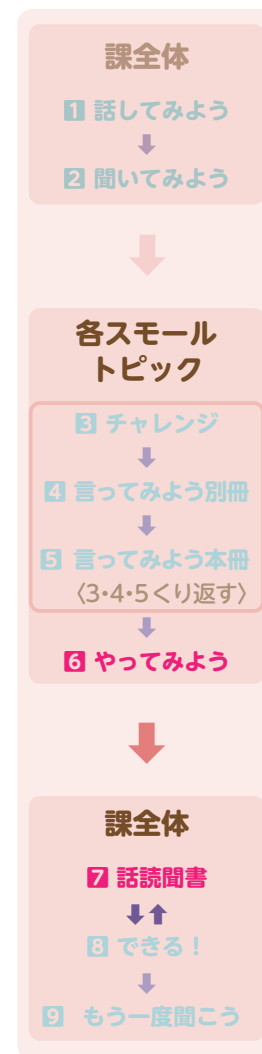 課全体
1 話してみよう
⬇
2 聞いてみよう
⬇
各スモール
トピック
3 チャレンジ
⬇
4 言ってみよう別冊
⬇
5 言ってみよう本冊
〈3・4・5くり返す〉
⬇
6 やってみよう
⬇
課全体
7 話読聞書
⬇⬆
8 できる！
⬇
9 もう一度聞こう